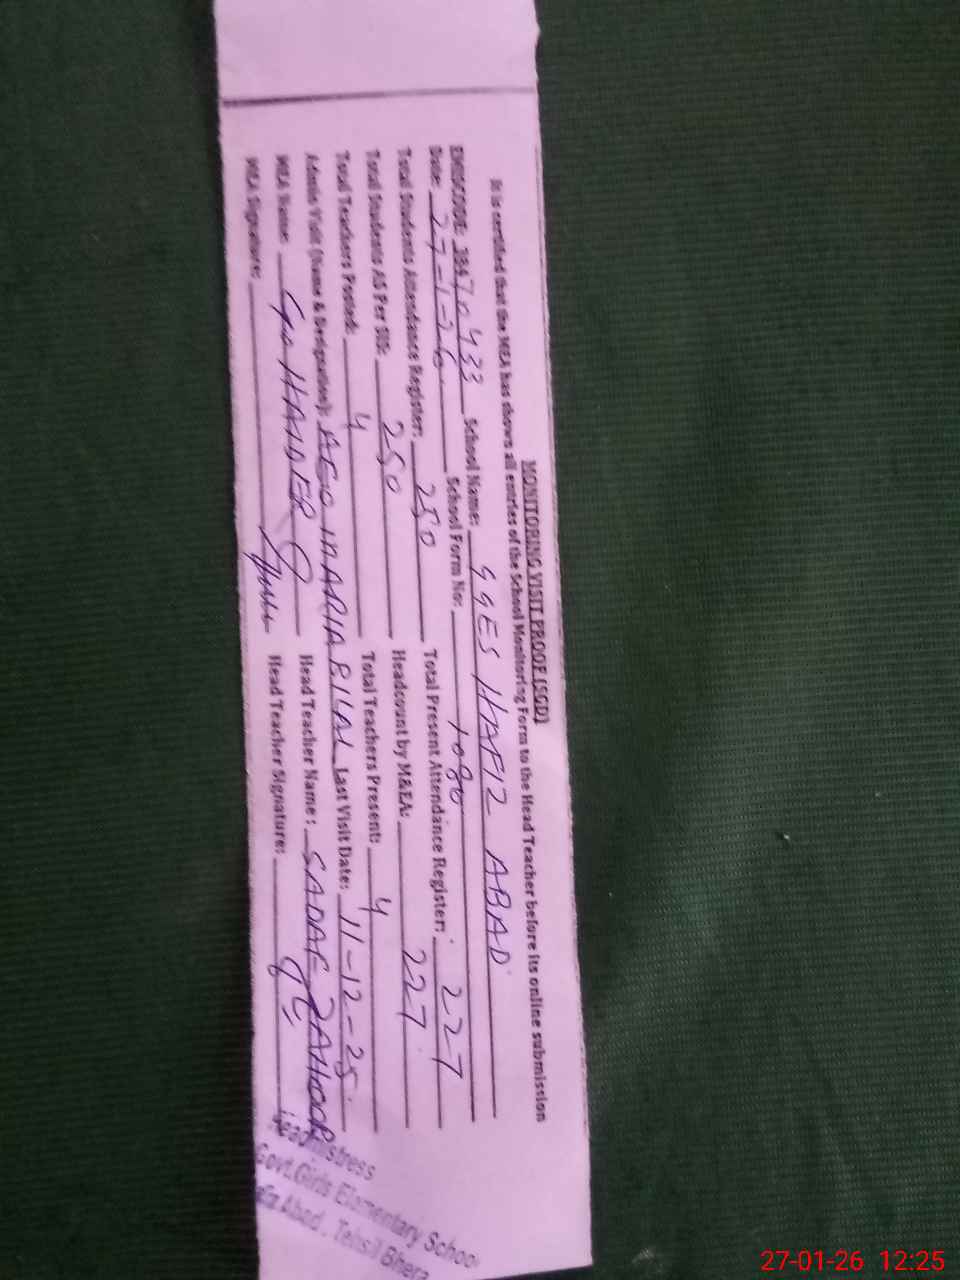 MONITORING VISIT PROOF (SGD)
It is certified that the MEA has shown all entries of the School Monitoring Form to the Head Teacher before its online submission
EMISCODE: 38470433 School Name: GGES HAFIZ ABAD
Date: 27-1-26 School Form No: 1080
Total Students Attendance Register: 250 Total Present Attendance Register: 227
Total Students AS Per SIS: 250 Headcount by M&EA: 227
Total Teachers Posted: 4 Total Teachers Present: 4
Admin Visit (Name & Designation): AEO MARIA BILAL Last Visit Date: 11-12-25
MEA Name: HAIDER Head Teacher Name: SADAF ZAHOOR
MEA Signature: Head Teacher Signature:
Headmistress
Govt.Girls Elementary School
Abad, Tehsil Bhera
27-01-26 12:25